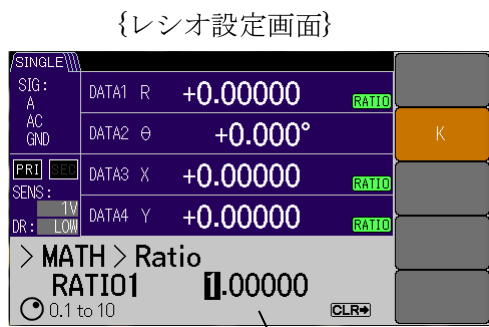 {レシオ設定画面}
SINGLE
SIG:
A
AC
GND
PRI SEC
SENS:
1V
DR: LOW
DATA1 R +0.00000 RATIO
DATA2 θ +0.000°
DATA3 X +0.00000 RATIO
DATA4 Y +0.00000 RATIO
K
> MATH > Ratio
RATIO1 1.00000
0.1 to 10 CLR➔